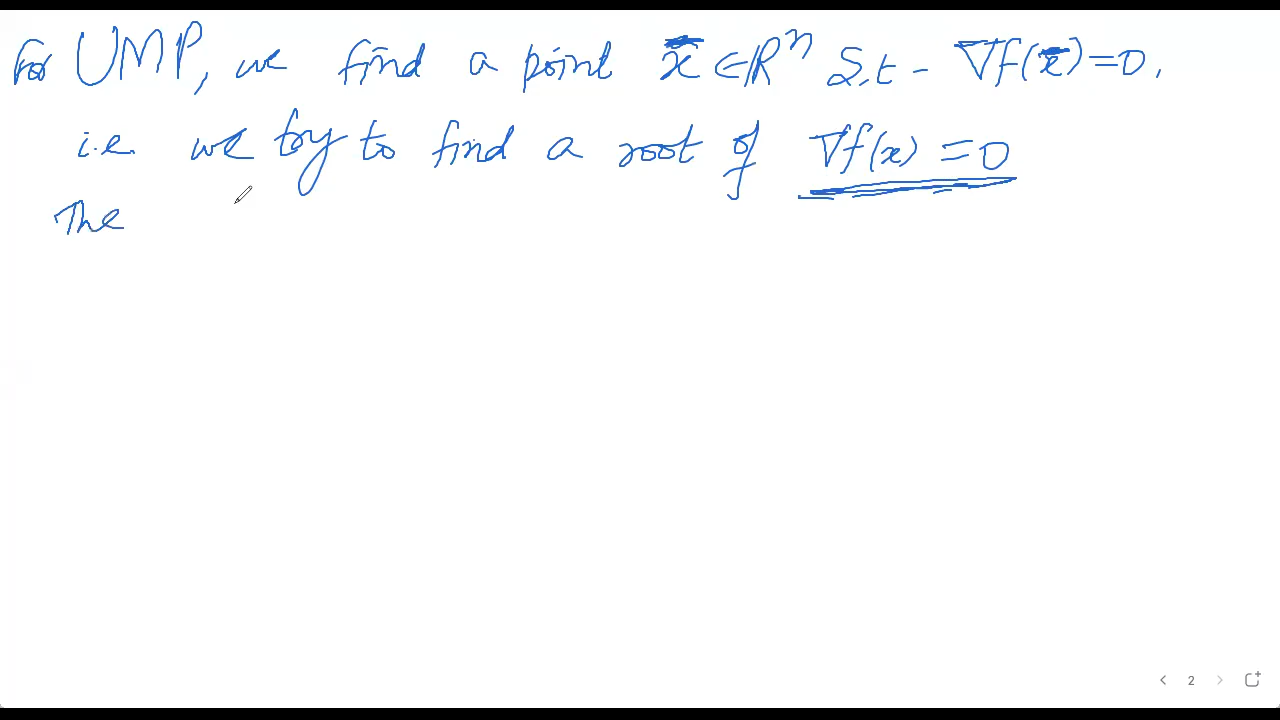 For UMP, we find a point x̄ ∈ ℝⁿ S.t - ∇f(x̄) = 0.
i.e. we try to find a root of ∇f(x) = 0
The
2